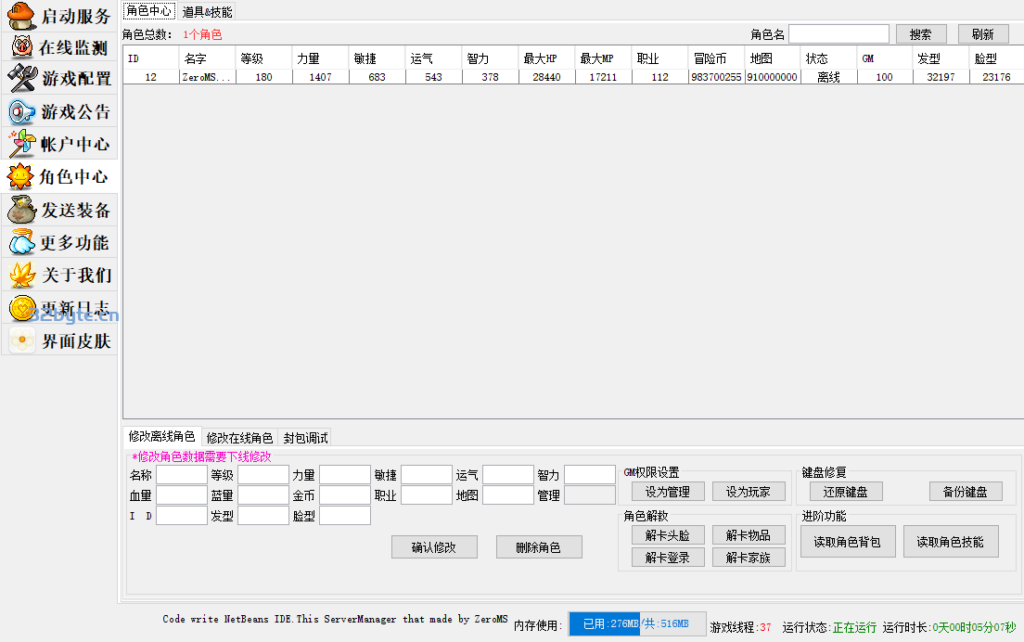 启动服务
在线监测
游戏配置
游戏公告
帐户中心
角色中心
发送装备
更多功能
关于我们
更新日志
32byte.cn
界面皮肤
角色中心 道具&技能
角色总数: 1个角色 角色名 搜索 刷新
ID 名字 等级 力量 敏捷 运气 智力 最大HP 最大MP 职业 冒险币 地图 状态 GM 发型 脸型
12 ZeroMS... 180 1407 683 543 378 28440 17211 112 983700255 910000000 离线 100 32197 23176
修改离线角色 修改在线角色 封包调试
*修改角色数据需要下线修改
名称 等级 力量 敏捷 运气 智力
血量 蓝量 金币 职业 地图 管理
I D 发型 脸型
确认修改 删除角色
GM权限设置
设为管理 设为玩家
角色解救
解卡头脸 解卡物品
解卡登录 解卡家族
键盘修复
还原键盘 备份键盘
进阶功能
读取角色背包 读取角色技能
Code write NetBeans IDE.This ServerManager that made by ZeroMS 内存使用: 已用:276MB/共:516MB 游戏线程:37 运行状态:正在运行 运行时长:0天00时05分07秒